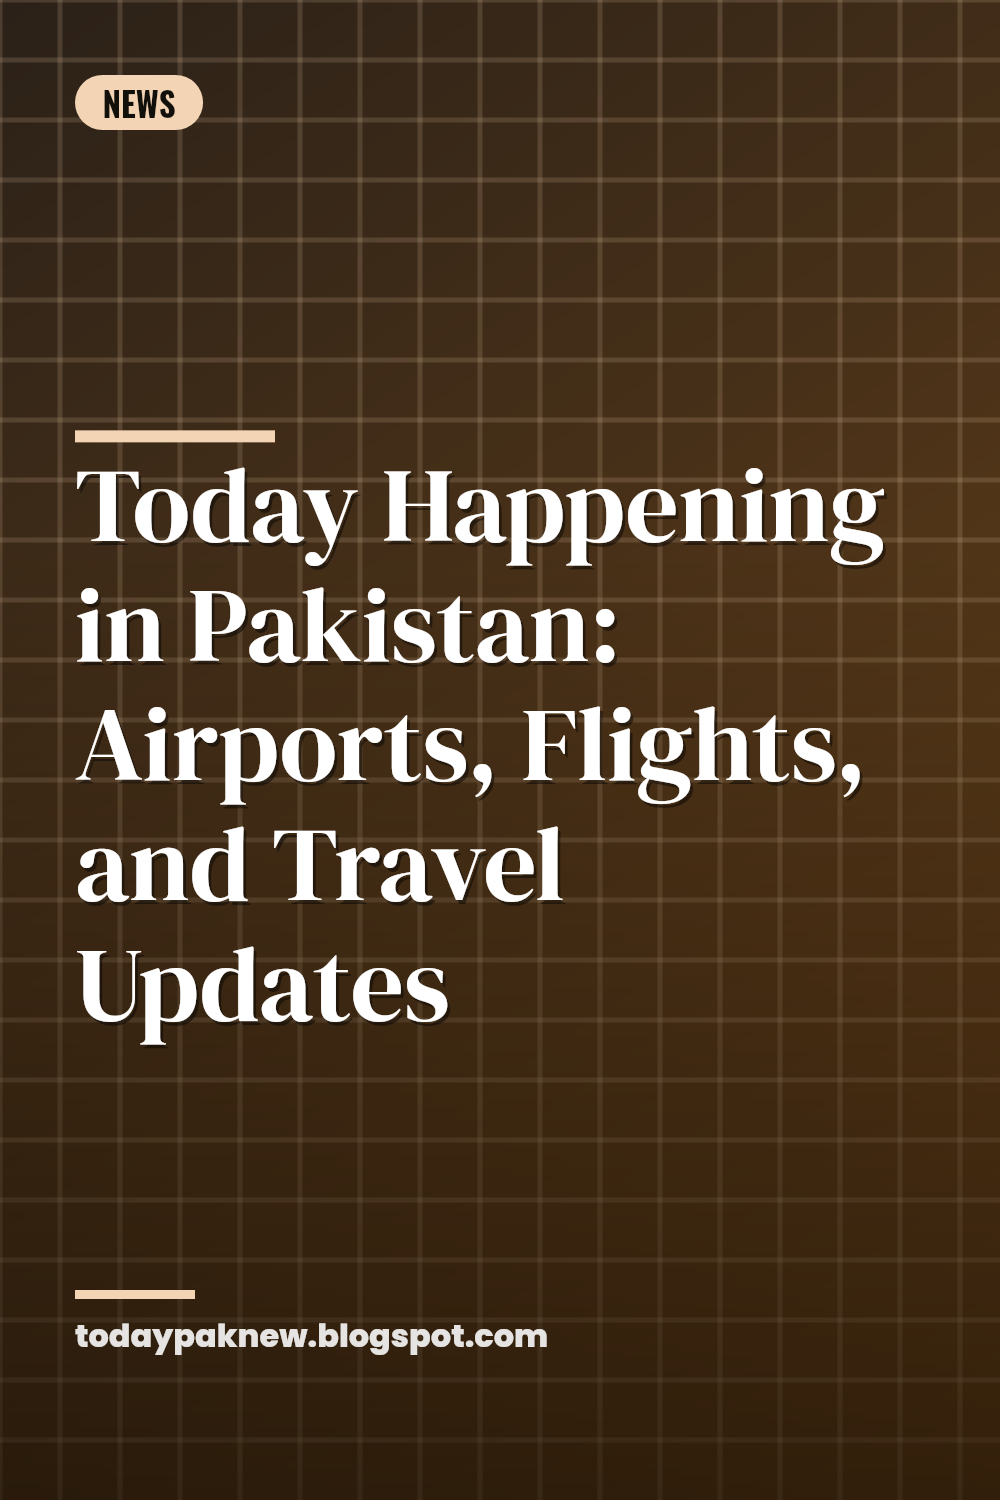 NEWS
Today Happening
in Pakistan:
Airports, Flights,
and Travel
Updates
todaypaknew.blogspot.com